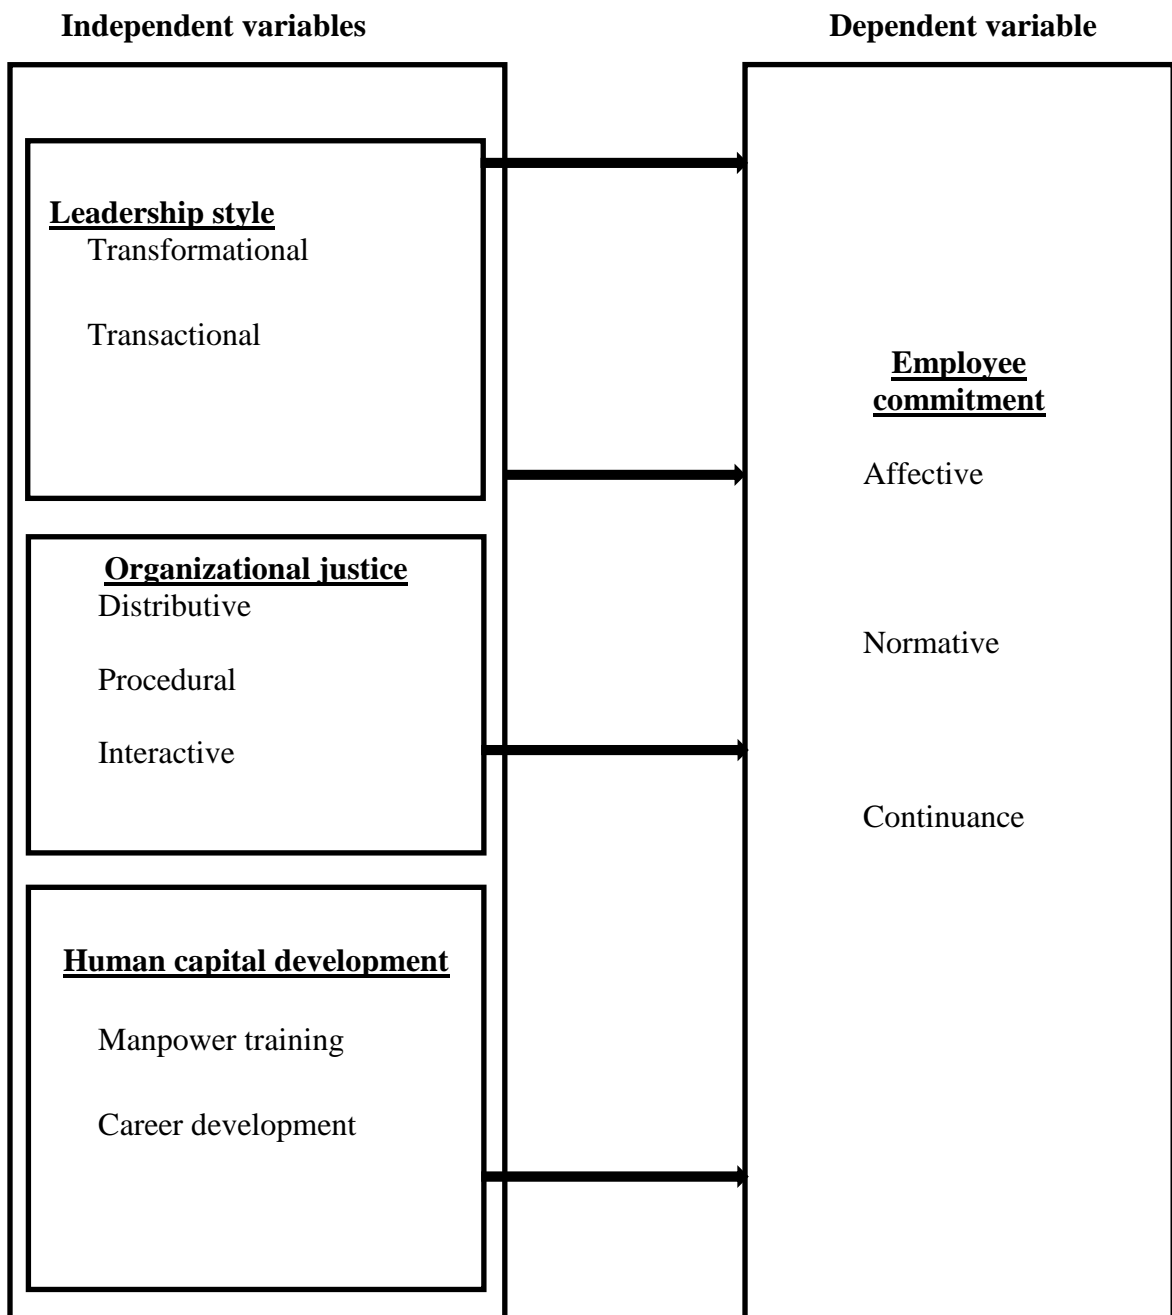 Independent variables
Dependent variable
Leadership style
Transformational
Transactional
Organizational justice
Distributive
Procedural
Interactive
Human capital development
Manpower training
Career development
Employee
commitment
Affective
Normative
Continuance